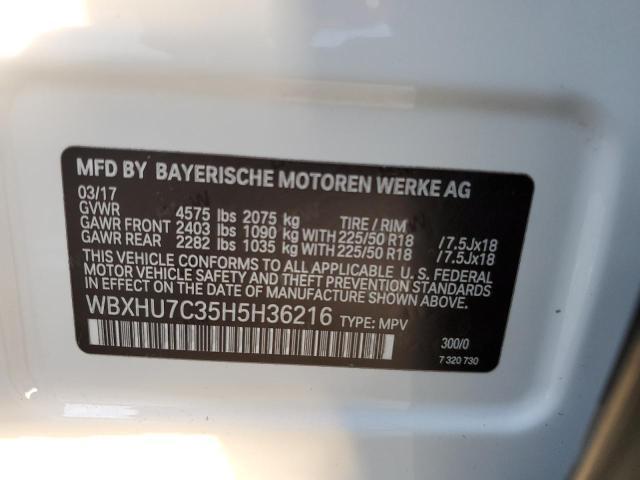 MFD BY BAYERISCHE MOTOREN WERKE AG
03/17
GVWR 4575 lbs 2075 kg TIRE / RIM
GAWR FRONT 2403 lbs 1090 kg WITH 225/50 R18 /7.5Jx18
GAWR REAR 2282 lbs 1035 kg WITH 225/50 R18 /7.5Jx18
THIS VEHICLE CONFORMS TO ALL APPLICABLE U. S. FEDERAL
MOTOR VEHICLE SAFETY AND THEFT PREVENTION STANDARDS
IN EFFECT ON THE DATE OF MANUFACTURE SHOWN ABOVE.
WBXHU7C35H5H36216 TYPE: MPV
300/0
7 320 730